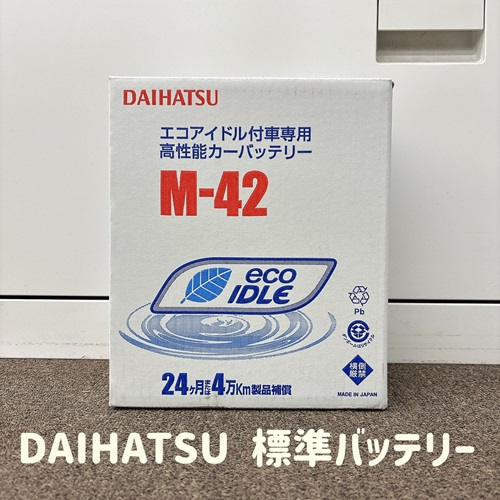 DAIHATSU
エコアイドル付車専用
高性能カーバッテリー
M-42
eco
IDLE
Pb
横倒
厳禁
MADE IN JAPAN
24ヶ月または4万Km製品補償
DAIHATSU 標準バッテリー